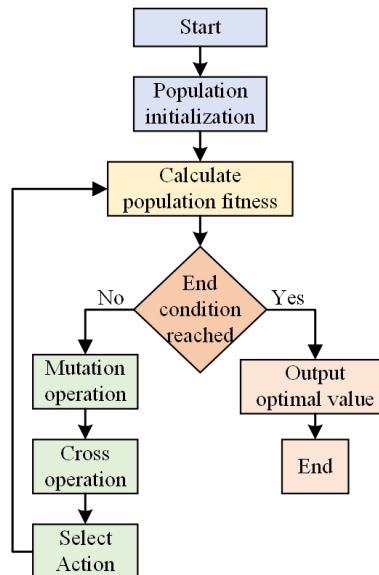 Start
Population
initialization
Calculate
population fitness
End
condition
reached
No
Yes
Mutation
operation
Output
optimal value
Cross
operation
End
Select
Action